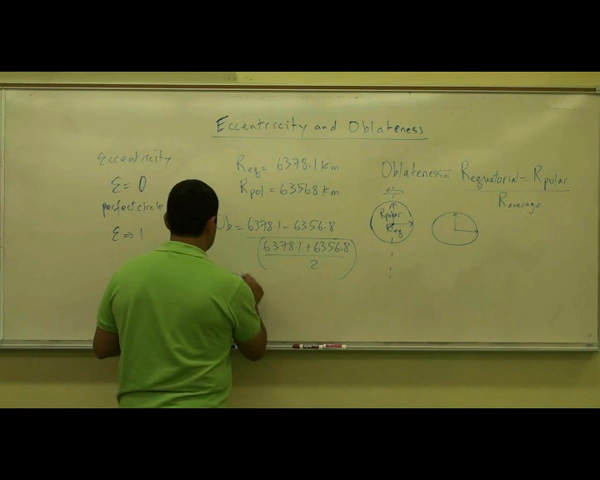 Eccentricity and Oblateness
Eccentricity
ε = 0
perfect circle
ε ⇒ 1
Req = 6378.1 Km
Rpol = 6356.8 Km
Ob = 6378.1 - 6356.8
(6378.1 + 6356.8)
2
Oblateness = Requatorial - Rpolar
Raverage
Rpolar
Req